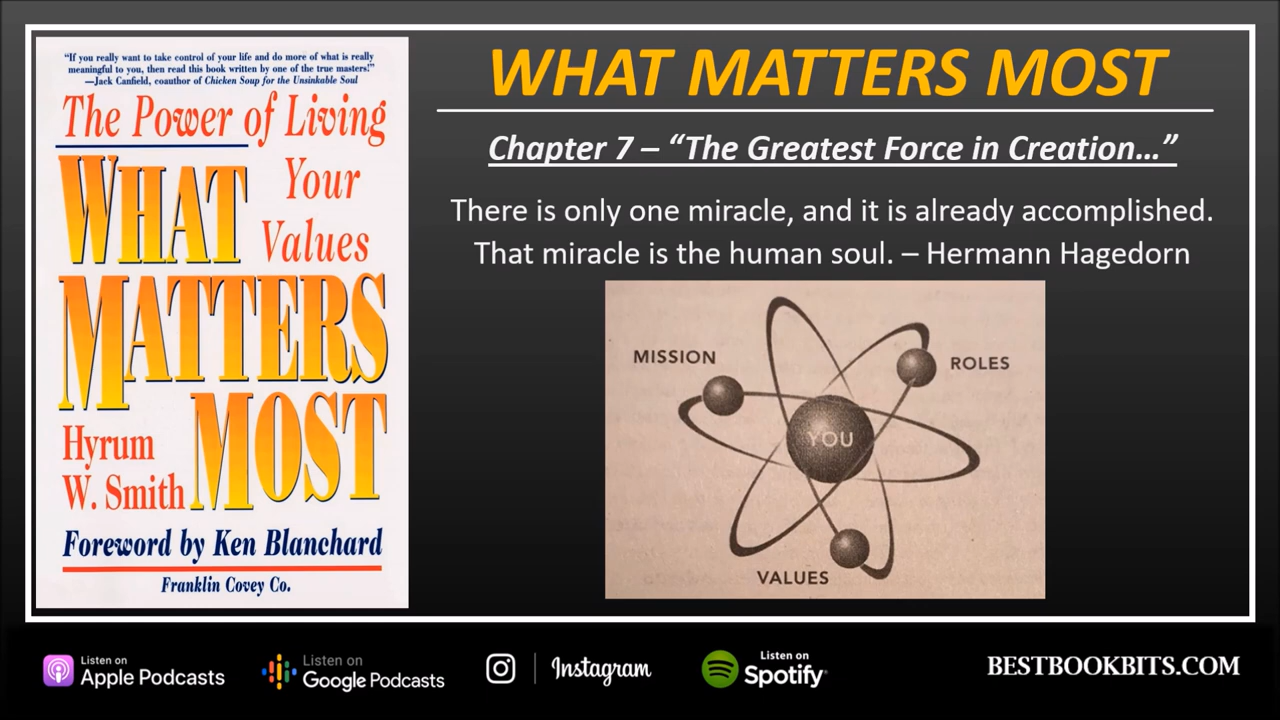 “If you really want to take control of your life and do more of what is really
meaningful to you, then read this book written by one of the true masters!”
—Jack Canfield, coauthor of Chicken Soup for the Unsinkable Soul
The Power of Living
Your
Values
WHAT
MATTERS
MOST
Hyrum
W. Smith
Foreword by Ken Blanchard
Franklin Covey Co.
WHAT MATTERS MOST
Chapter 7 – “The Greatest Force in Creation…”
There is only one miracle, and it is already accomplished.
That miracle is the human soul. – Hermann Hagedorn
MISSION
ROLES
YOU
VALUES
Listen on
Apple Podcasts
Listen on
Google Podcasts
Instagram
Listen on
Spotify
BESTBOOKBITS.COM